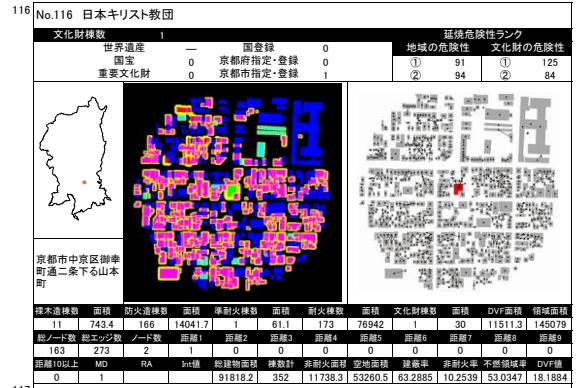 116
No.116 日本キリスト教団
文化財棟数 1 延焼危険性ランク
世界遺産 — 国登録 0 地域の危険性 文化財の危険性
国宝 0 京都府指定・登録 0 ① 91 ① 125
重要文化財 0 京都市指定・登録 1 ② 94 ② 84
京都市中京区御幸
町通二条下る山本
町
裸木造棟数 面積 防火造棟数 面積 準耐火棟数 面積 耐火棟数 面積 文化財棟数 面積 DVF面積 領域面積
11 743.4 166 14041.7 1 61.1 173 76942 1 30 11511.3 145079
総ノード数 総エッジ数 ノード数 距離1 距離2 距離3 距離4 距離5 距離6 距離7 距離8 距離9
163 273 2 1 0 0 0 0 0 0 0 0
距離10以上 MD RA Int値 総建物面積 棟数計 非耐火面積 空地面積 建蔽率 非耐火率 不燃領域率 DVF値
0 1 91818.2 352 11738.3 53260.5 63.2885 10.2539 53.0347 18.1884